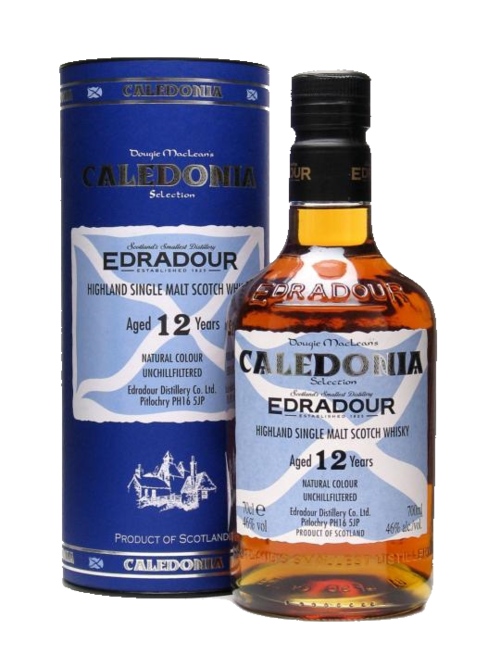 CALEDONIA
Dougie MacLean's
CALEDONIA
Selection
Scotland's Smallest Distillery
EDRADOUR
ESTABLISHED 1825
HIGHLAND SINGLE MALT SCOTCH WHIS
Aged 12 Years
NATURAL COLOUR
UNCHILLFILTERED
Edradour Distillery Co. Ltd.
Pitlochry PH16 5JP
PRODUCT OF SCOTLAND
CALEDONIA
EDRADOUR
EDRADOUR
Dougie MacLean's
CALEDONIA
Selection
Scotland's Smallest Distillery
EDRADOUR
ESTABLISHED 1825
HIGHLAND SINGLE MALT SCOTCH WHISKY
Aged 12 Years
NATURAL COLOUR
UNCHILLFILTERED
70cl e
46% vol
Edradour Distillery Co. Ltd.
Pitlochry PH16 5JP
PRODUCT OF SCOTLAND
700ml
46% alc/vol